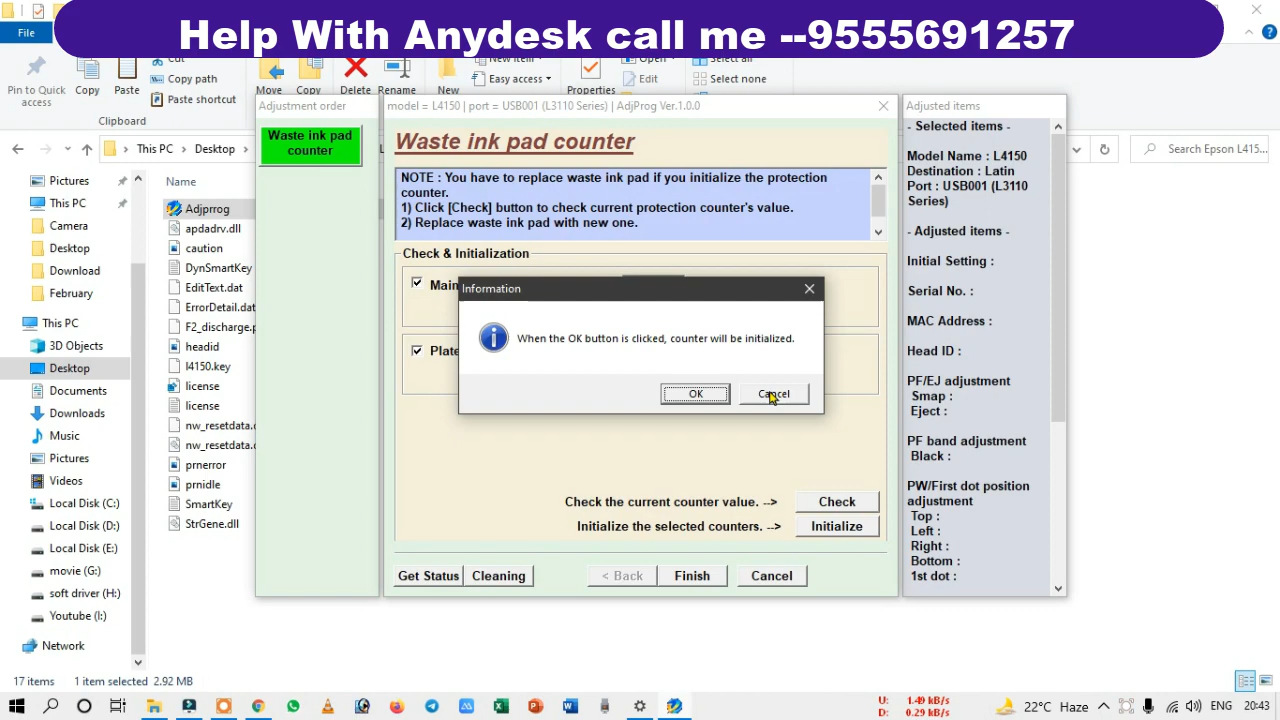 Help With Anydesk call me --9555691257
File
Cut
New item
Open
Select all
Pin to Quick access
Copy
Paste
Copy path
Paste shortcut
Move
Copy
Delete
Rename
New
Easy access
Properties
Edit
Select none
Clipboard
This PC
Desktop
Search Epson L415...
Pictures
This PC
Camera
Desktop
Download
February
This PC
3D Objects
Desktop
Documents
Downloads
Music
Pictures
Videos
Local Disk (C:)
Local Disk (D:)
Local Disk (E:)
movie (G:)
soft driver (H:)
Youtube (I:)
Network
Name
Adjprrog
apdadrv.dll
caution
DynSmartKey
EditText.dat
ErrorDetail.dat
F2_discharge.p
headid
l4150.key
license
license
nw_resetdata.c
nw_resetdata.
prnerror
prnidle
SmartKey
StrGene.dll
Adjustment order
Waste ink pad
counter
model = L4150 | port = USB001 (L3110 Series) | AdjProg Ver.1.0.0
Waste ink pad counter
NOTE : You have to replace waste ink pad if you initialize the protection
counter.
1) Click [Check] button to check current protection counter's value.
2) Replace waste ink pad with new one.
Check & Initialization
Main
Plate
Information
When the OK button is clicked, counter will be initialized.
OK
Cancel
Check the current counter value. -->
Check
Initialize the selected counters. -->
Initialize
Get Status
Cleaning
< Back
Finish
Cancel
Adjusted items
- Selected items -
Model Name : L4150
Destination : Latin
Port : USB001 (L3110
Series)
- Adjusted items -
Initial Setting :
Serial No. :
MAC Address :
Head ID :
PF/EJ adjustment
Smap :
Eject :
PF band adjustment
Black :
PW/First dot position
adjustment
Top :
Left :
Right :
Bottom :
1st dot :
17 items
1 item selected 2.92 MB
U: 1.49 kB/s
D: 0.29 kB/s
22°C Haze
ENG
20:43